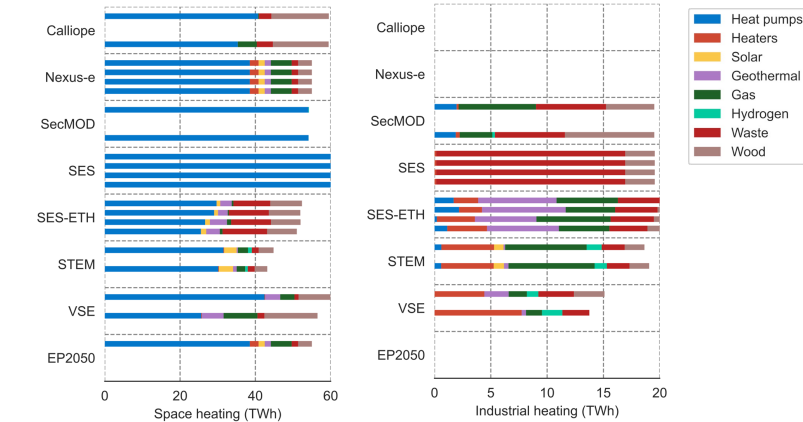 Calliope
Nexus-e
SecMOD
SES
SES-ETH
STEM
VSE
EP2050
0 20 40 60
Space heating (TWh)
Calliope
Nexus-e
SecMOD
SES
SES-ETH
STEM
VSE
EP2050
0 5 10 15 20
Industrial heating (TWh)
Heat pumps
Heaters
Solar
Geothermal
Gas
Hydrogen
Waste
Wood